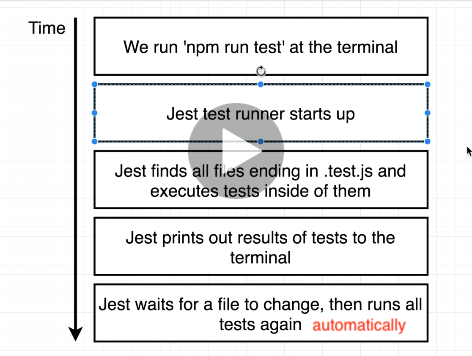 Time
We run 'npm run test' at the terminal
Jest test runner starts up
Jest finds all files ending in .test.js and
executes tests inside of them
Jest prints out results of tests to the
terminal
Jest waits for a file to change, then runs all
tests again automatically